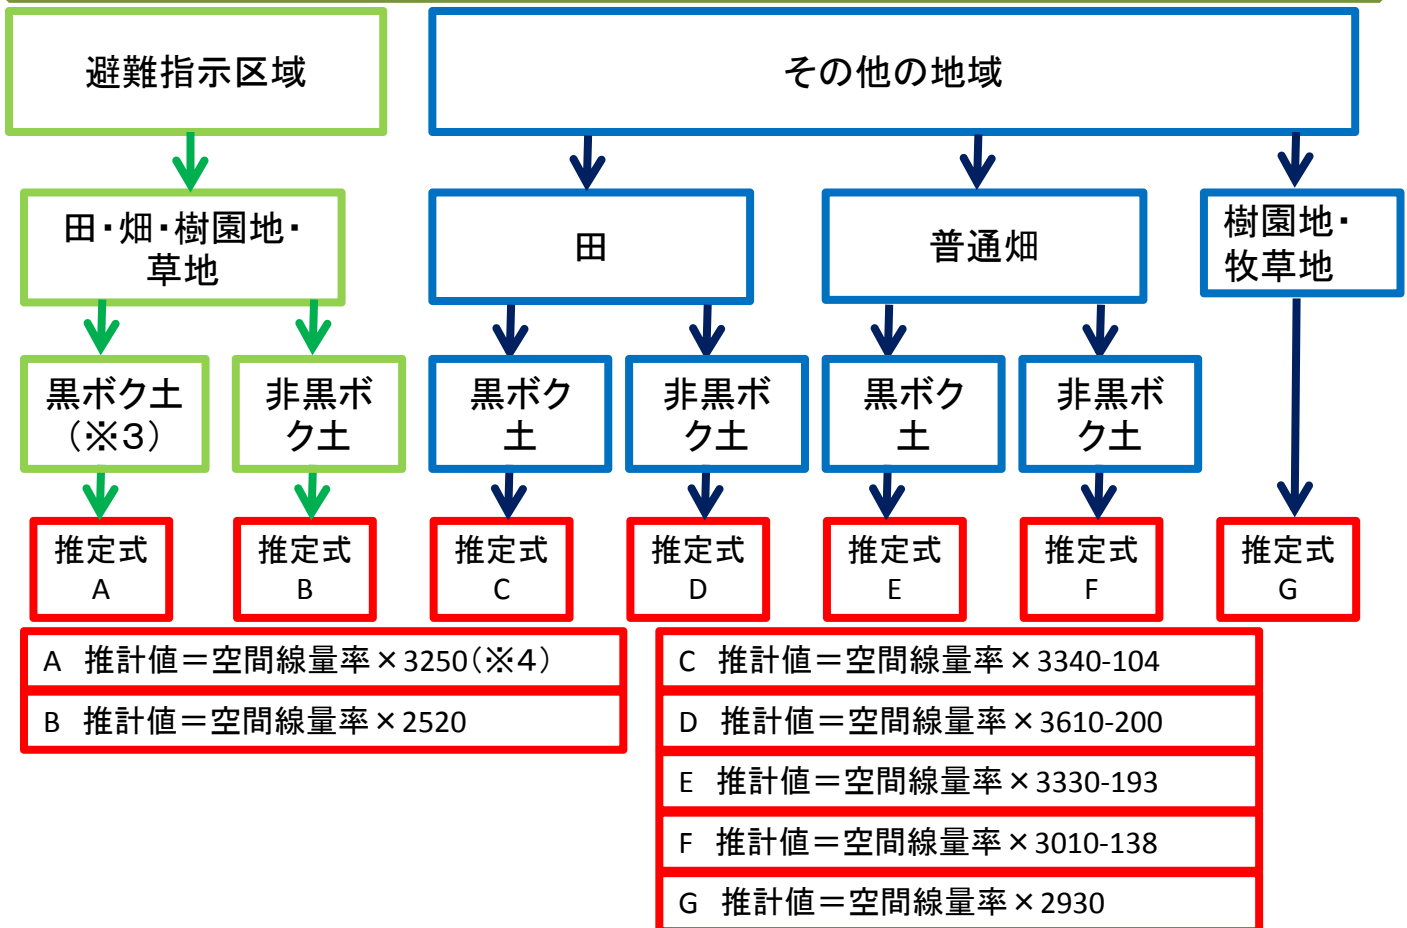 避難指示区域
その他の地域
田・畑・樹園地・
草地
田
普通畑
樹園地・
牧草地
黒ボク土
（※３）
非黒ボ
ク土
黒ボク
土
非黒ボ
ク土
黒ボク
土
非黒ボ
ク土
推定式
A
推定式
B
推定式
C
推定式
D
推定式
E
推定式
F
推定式
G
A 推計値＝空間線量率×3250（※４）
B 推計値＝空間線量率×2520
C 推計値＝空間線量率×3340-104
D 推計値＝空間線量率×3610-200
E 推計値＝空間線量率×3330-193
F 推計値＝空間線量率×3010-138
G 推計値＝空間線量率×2930